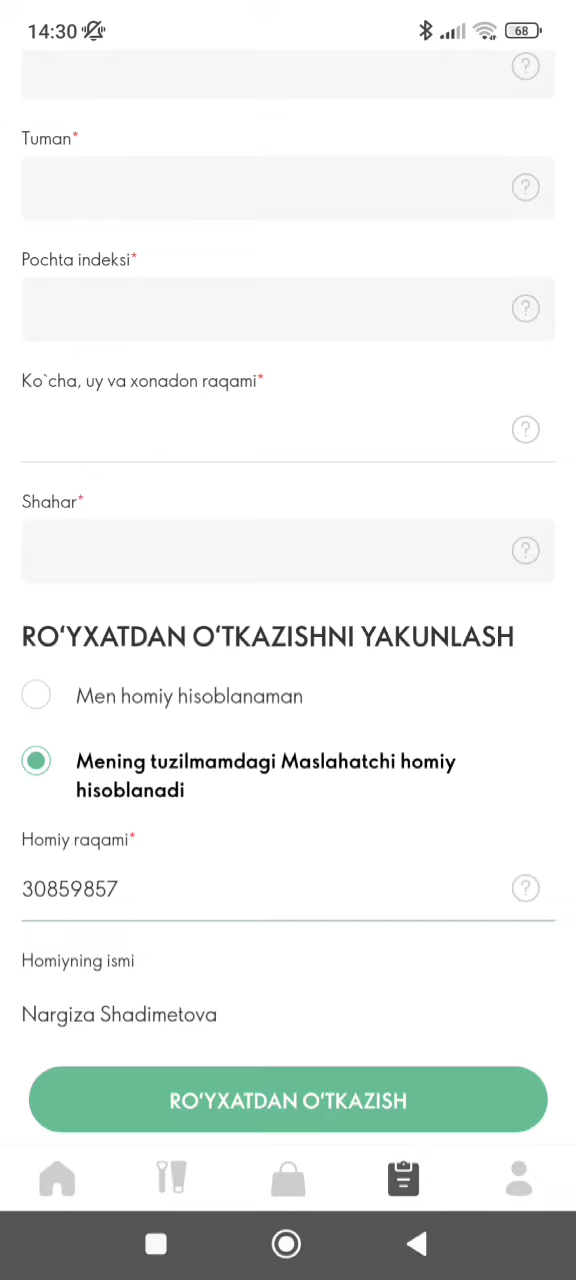 14:30
68
?
Tuman*
?
Pochta indeksi*
?
Ko`cha, uy va xonadon raqami*
?
Shahar*
?
RO‘YXATDAN O‘TKAZISHNI YAKUNLASH
Men homiy hisoblanaman
Mening tuzilmamdagi Maslahatchi homiy
hisoblanadi
Homiy raqami*
30859857 ?
Homiyning ismi
Nargiza Shadimetova
RO‘YXATDAN O‘TKAZISH